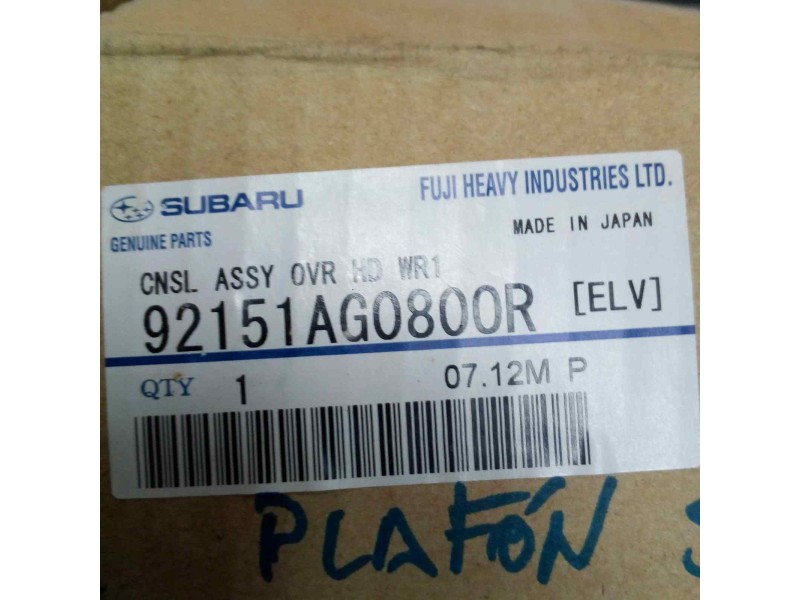 SUBARU
FUJI HEAVY INDUSTRIES LTD.
GENUINE PARTS
MADE IN JAPAN
CNSL ASSY OVR HD WR1
92151AG0800R [ELV]
QTY 1 07.12M P
PLAFÓN